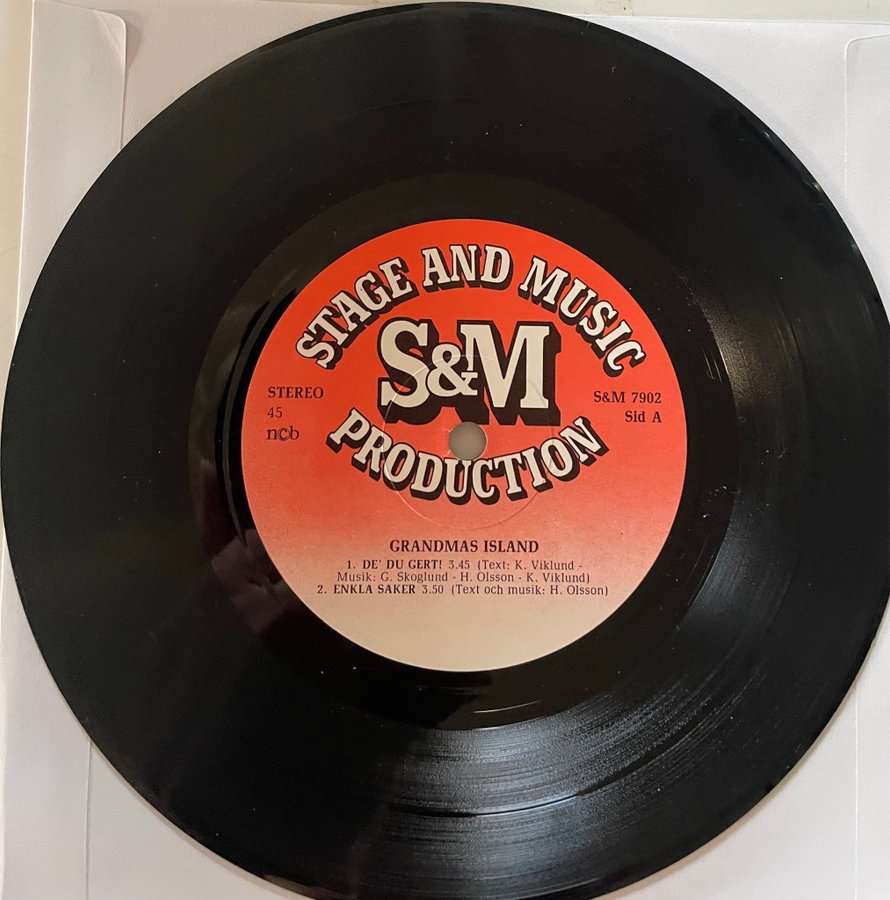 STAGE AND MUSIC
S&M
PRODUCTION
STEREO
45
ncb
S&M 7902
Sid A
GRANDMAS ISLAND
1. DE' DU GERT! 3.45 (Text: K. Viklund -
Musik: G. Skoglund - H. Olsson - K. Viklund)
2. ENKLA SAKER 3.50 (Text och musik: H. Olsson)